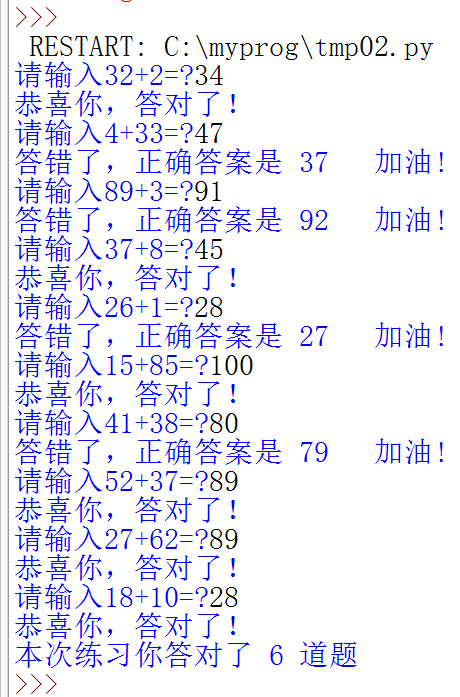 >>>
RESTART: C:\myprog\tmp02.py
请输入32+2=?34
恭喜你，答对了！
请输入4+33=?47
答错了，正确答案是 37 加油！
请输入89+3=?91
答错了，正确答案是 92 加油！
请输入37+8=?45
恭喜你，答对了！
请输入26+1=?28
答错了，正确答案是 27 加油！
请输入15+85=?100
恭喜你，答对了！
请输入41+38=?80
答错了，正确答案是 79 加油！
请输入52+37=?89
恭喜你，答对了！
请输入27+62=?89
恭喜你，答对了！
请输入18+10=?28
恭喜你，答对了！
本次练习你答对了 6 道题
>>>